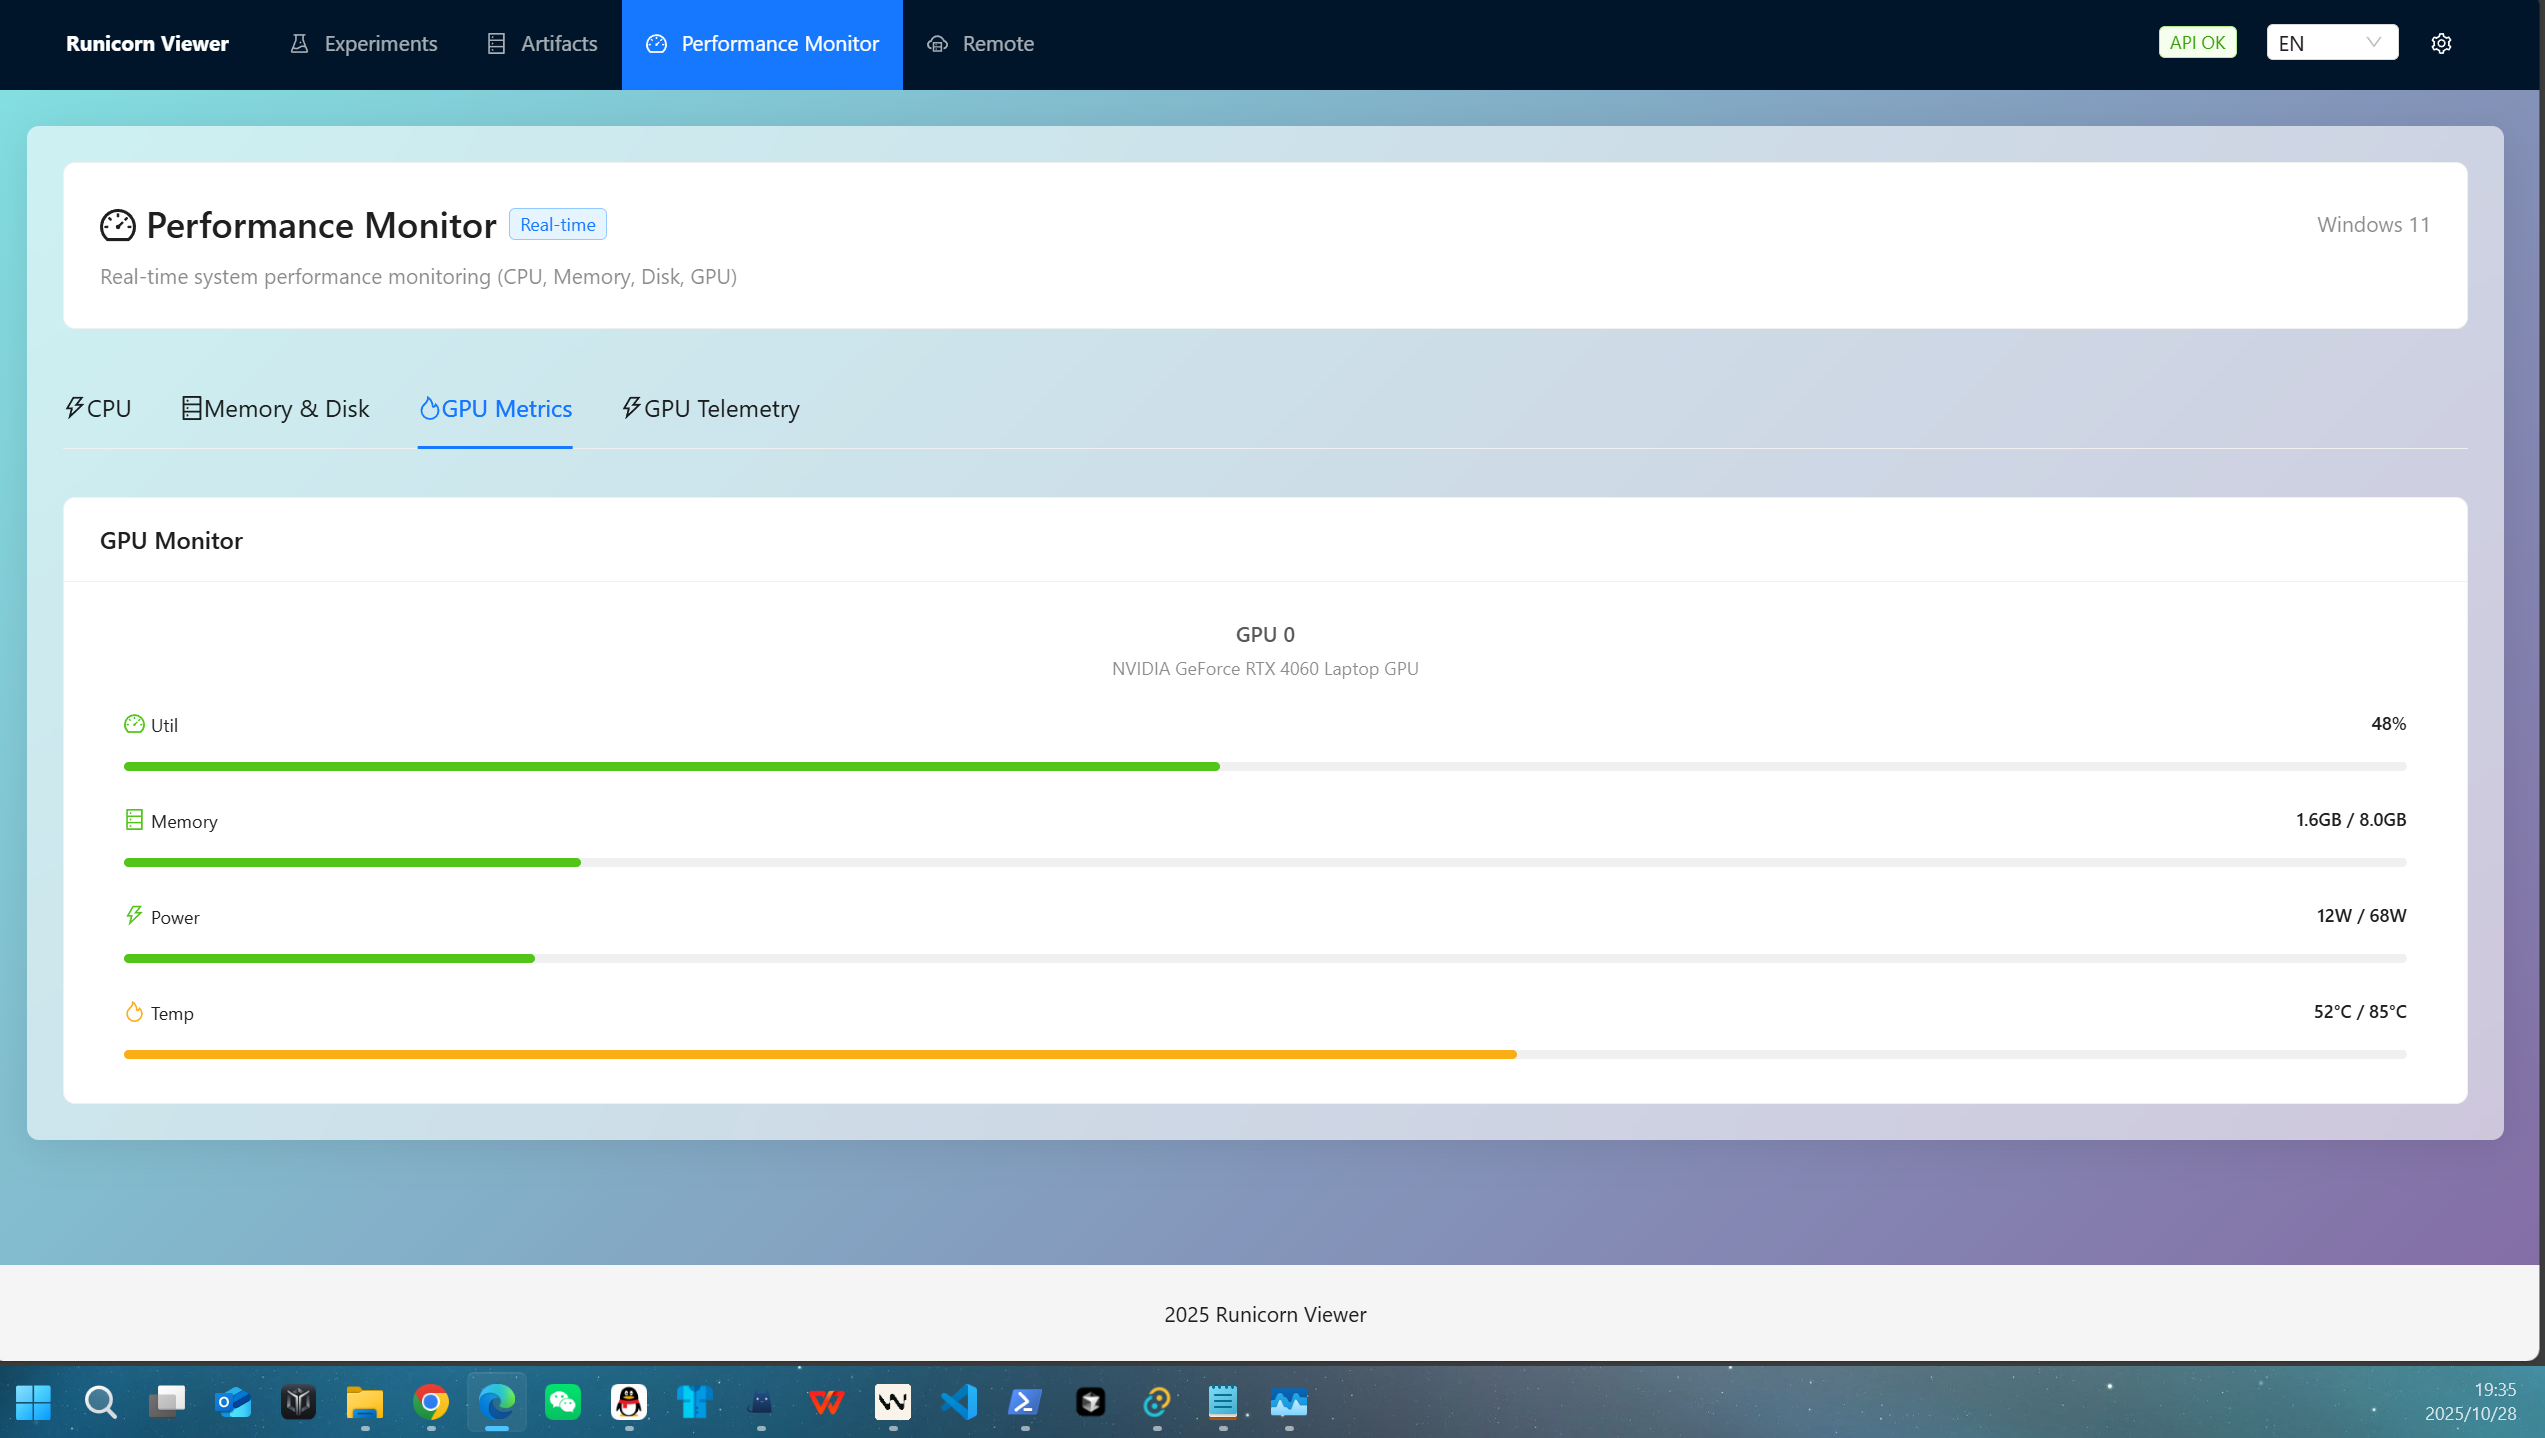 Runicorn Viewer
Experiments
Artifacts
Performance Monitor
Remote
API OK
EN
Performance Monitor
Real-time
Windows 11
Real-time system performance monitoring (CPU, Memory, Disk, GPU)
CPU
Memory & Disk
GPU Metrics
GPU Telemetry
GPU Monitor
GPU 0
NVIDIA GeForce RTX 4060 Laptop GPU
Util
48%
Memory
1.6GB / 8.0GB
Power
12W / 68W
Temp
52°C / 85°C
2025 Runicorn Viewer
19:35
2025/10/28